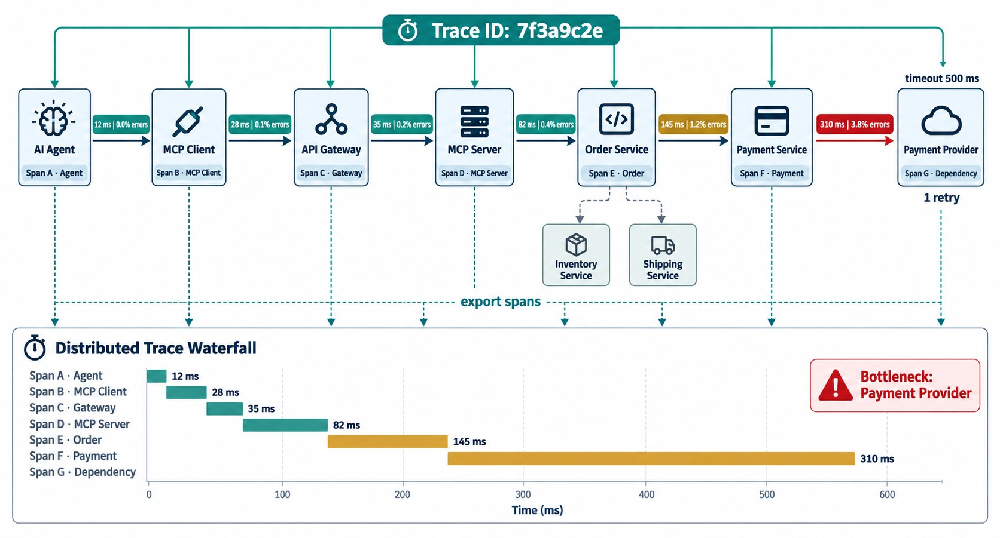 Trace ID: 7f3a9c2e
timeout 500 ms
12 ms | 0.0% errors
28 ms | 0.1% errors
35 ms | 0.2% errors
82 ms | 0.4% errors
145 ms | 1.2% errors
310 ms | 3.8% errors
AI Agent
MCP Client
API Gateway
MCP Server
Order Service
Payment Service
Payment Provider
Span A · Agent
Span B · MCP Client
Span C · Gateway
Span D · MCP Server
Span E · Order
Span F · Payment
Span G · Dependency
1 retry
Inventory
Service
Shipping
Service
export spans
Distributed Trace Waterfall
Bottleneck:
Payment Provider
Span A · Agent
12 ms
Span B · MCP Client
28 ms
Span C · Gateway
35 ms
Span D · MCP Server
82 ms
Span E · Order
145 ms
Span F · Payment
310 ms
Span G · Dependency
0 100 200 300 400 500 600
Time (ms)